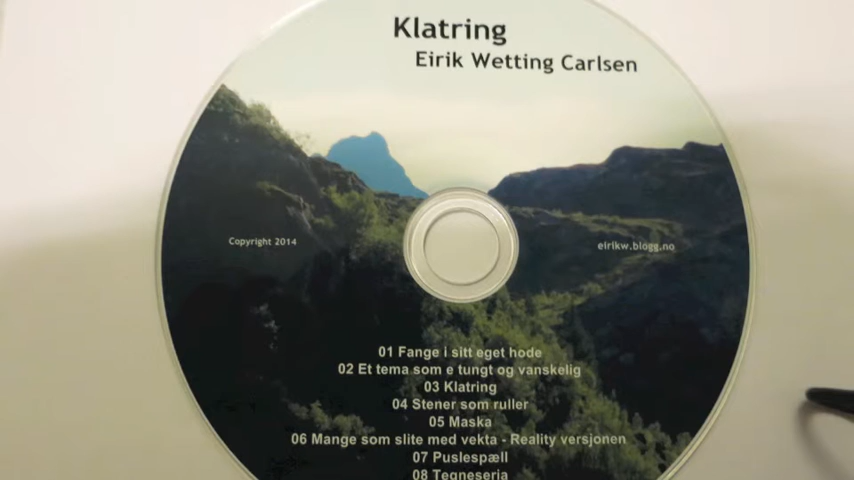 Klatring
Eirik Wetting Carlsen
Copyright 2014
eirikw.blogg.no
01 Fange i sitt eget hode
02 Et tema som e tungt og vanskelig
03 Klatring
04 Stener som ruller
05 Maska
06 Mange som slite med vekta - Reality versjonen
07 Puslespæll
08 Tegneseria